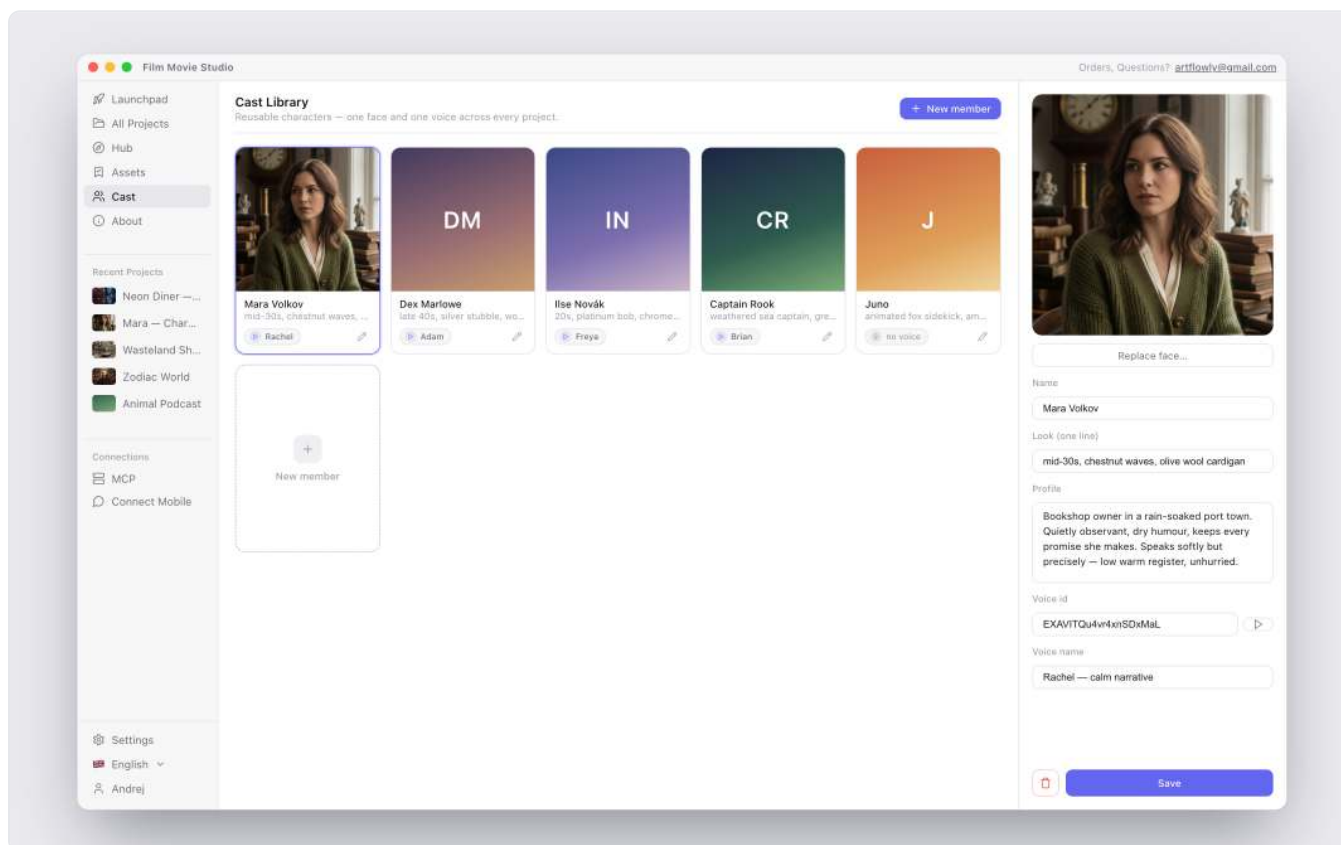 Film Movie Studio
Orders, Questions? artflowly@gmail.com
Launchpad
All Projects
Hub
Assets
Cast
About
Recent Projects
Neon Diner —...
Mara — Char...
Wasteland Sh...
Zodiac World
Animal Podcast
Connections
MCP
Connect Mobile
Settings
English
Andrej
Cast Library
Reusable characters — one face and one voice across every project.
+ New member
Mara Volkov
mid-30s, chestnut waves, ...
Rachel
DM
Dex Marlowe
late 40s, silver stubble, wo...
Adam
IN
Ilse Novák
20s, platinum bob, chrome...
Freya
CR
Captain Rook
weathered sea captain, gre...
Brian
J
Juno
animated fox sidekick, am...
no voice
+
New member
Replace face...
Name
Mara Volkov
Look (one line)
mid-30s, chestnut waves, olive wool cardigan
Profile
Bookshop owner in a rain-soaked port town.
Quietly observant, dry humour, keeps every
promise she makes. Speaks softly but
precisely — low warm register, unhurried.
Voice id
EXAVITQu4vr4xnSDxMaL
Voice name
Rachel — calm narrative
Save